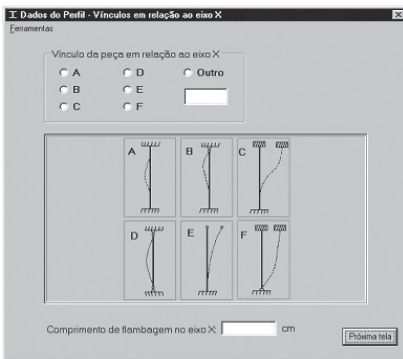 Dados do Perfil - Vínculos em relação ao eixo X
Ferramentas
Vínculo da peça em relação ao eixo X
A D Outro
B E
C F
A B C
D E F
Comprimento de flambagem no eixo X: cm
Próxima tela